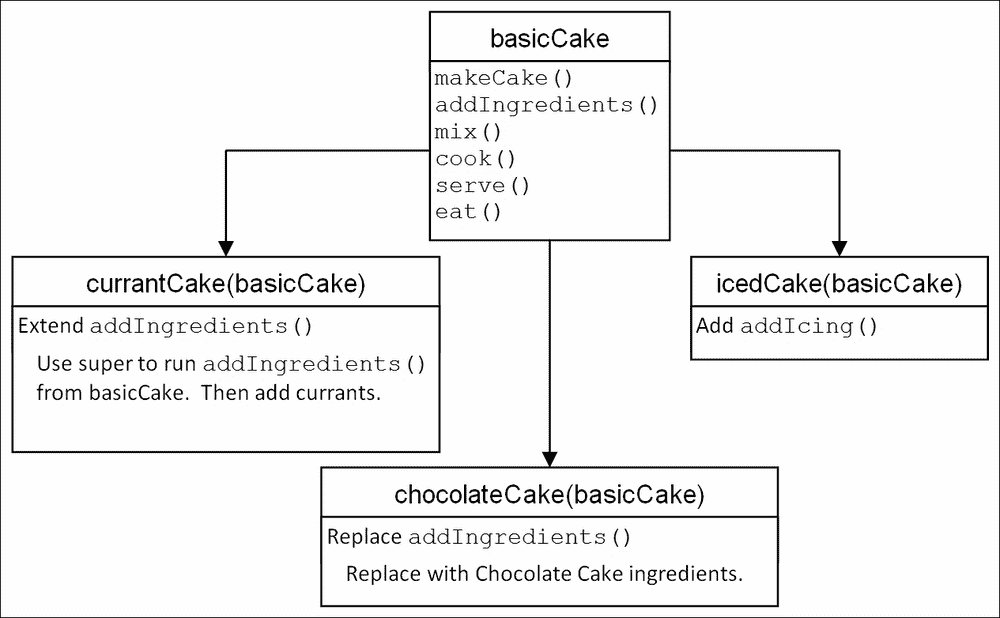 basicCake
makeCake()
addIngredients()
mix()
cook()
serve()
eat()
currantCake(basicCake)
Extend addIngredients()
Use super to run addIngredients()
from basicCake. Then add currants.
icedCake(basicCake)
Add addIcing()
chocolateCake(basicCake)
Replace addIngredients()
Replace with Chocolate Cake ingredients.